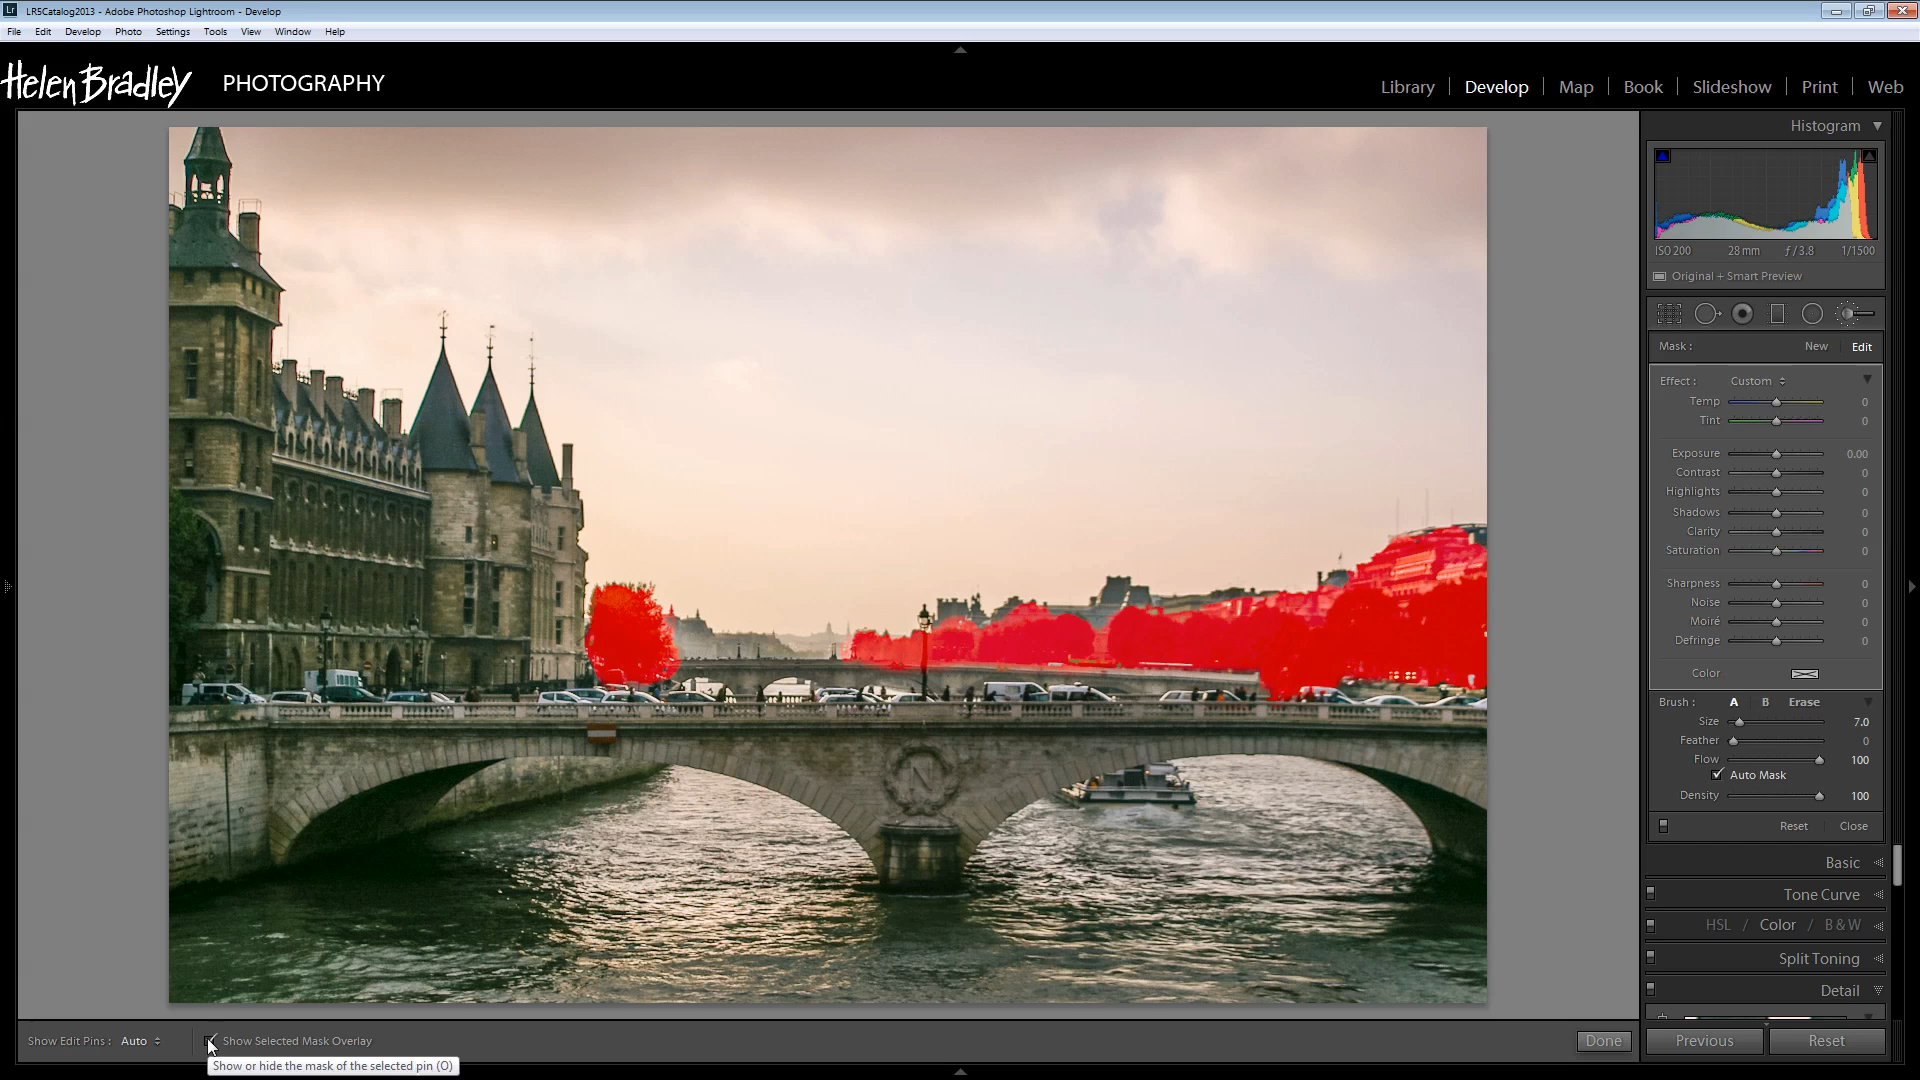 LR5Catalog2013 - Adobe Photoshop Lightroom - Develop
File Edit Develop Photo Settings Tools View Window Help
Helen Bradley PHOTOGRAPHY
Library Develop Map Book Slideshow Print Web
Histogram
ISO 200 28 mm ƒ / 3.8 1/1500
Original + Smart Preview
Mask : New Edit
Effect : Custom
Temp 0
Tint 0
Exposure 0.00
Contrast 0
Highlights 0
Shadows 0
Clarity 0
Saturation 0
Sharpness 0
Noise 0
Moiré 0
Defringe 0
Color
Brush : A B Erase
Size 7.0
Feather 0
Flow 100
Auto Mask
Density 100
Reset Close
Basic
Tone Curve
HSL / Color / B & W
Split Toning
Detail
N
Show Edit Pins : Auto Show Selected Mask Overlay Done Previous Reset
Show or hide the mask of the selected pin (O)